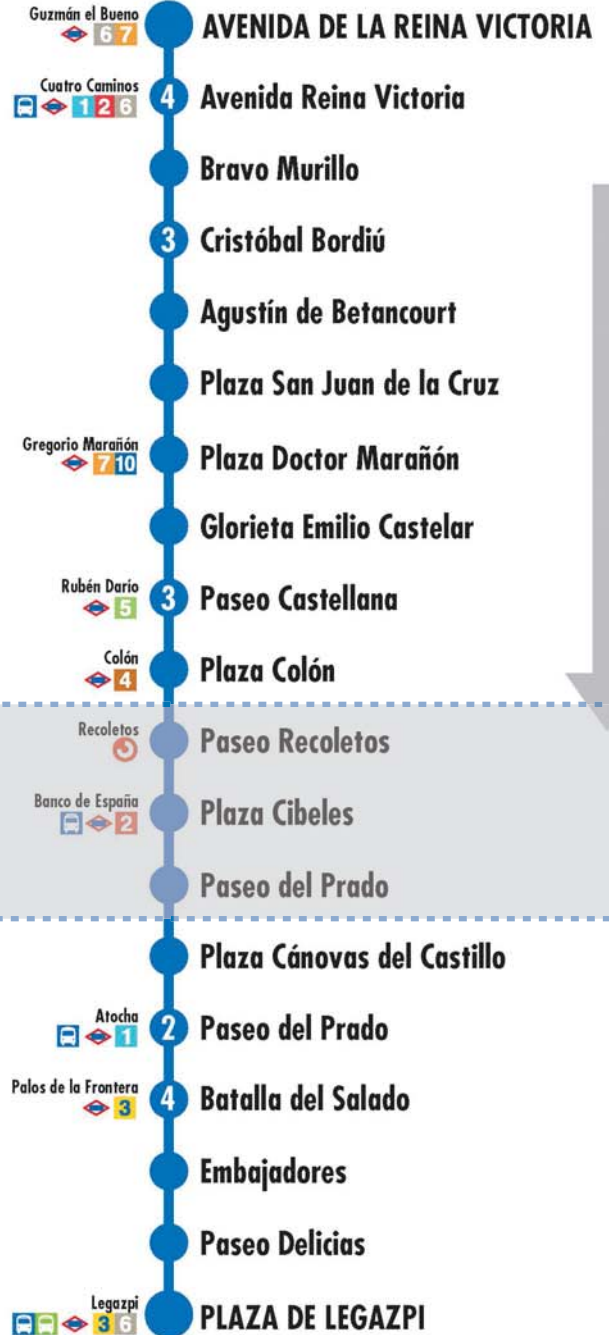 Guzmán el Bueno
6 7
AVENIDA DE LA REINA VICTORIA
Cuatro Caminos
1 2 6
4 Avenida Reina Victoria
Bravo Murillo
3 Cristóbal Bordiú
Agustín de Betancourt
Plaza San Juan de la Cruz
Gregorio Marañón
7 10
Plaza Doctor Marañón
Glorieta Emilio Castelar
Rubén Darío
5
3 Paseo Castellana
Colón
4
Plaza Colón
Recoletos
Paseo Recoletos
Banco de España
2
Plaza Cibeles
Paseo del Prado
Plaza Cánovas del Castillo
Atocha
1
2 Paseo del Prado
Palos de la Frontera
3
4 Batalla del Salado
Embajadores
Paseo Delicias
Legazpi
3 6
PLAZA DE LEGAZPI